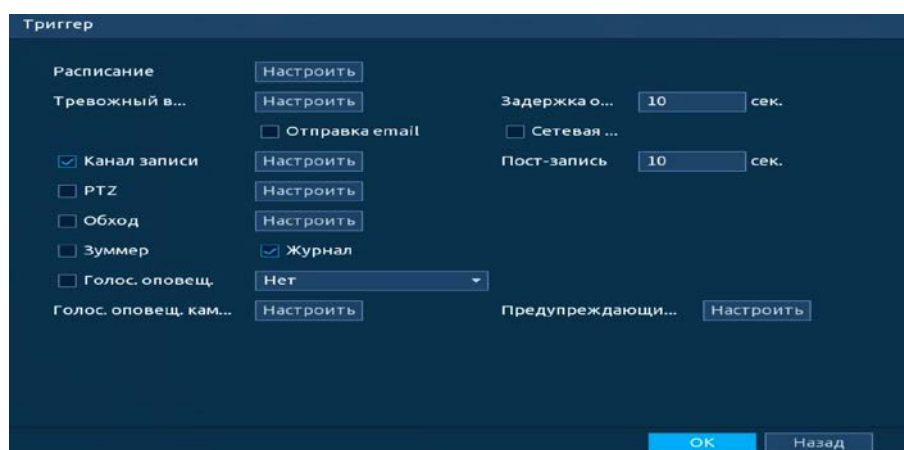 Триггер
Расписание Настроить
Тревожный в... Настроить Задержка о... 10 сек.
Отправка email Сетевая ...
Канал записи Настроить Пост-запись 10 сек.
PTZ Настроить
Обход Настроить
Зуммер Журнал
Голос. оповещ. Нет
Голос. оповещ. кам... Настроить Предупреждающи... Настроить
OK Назад